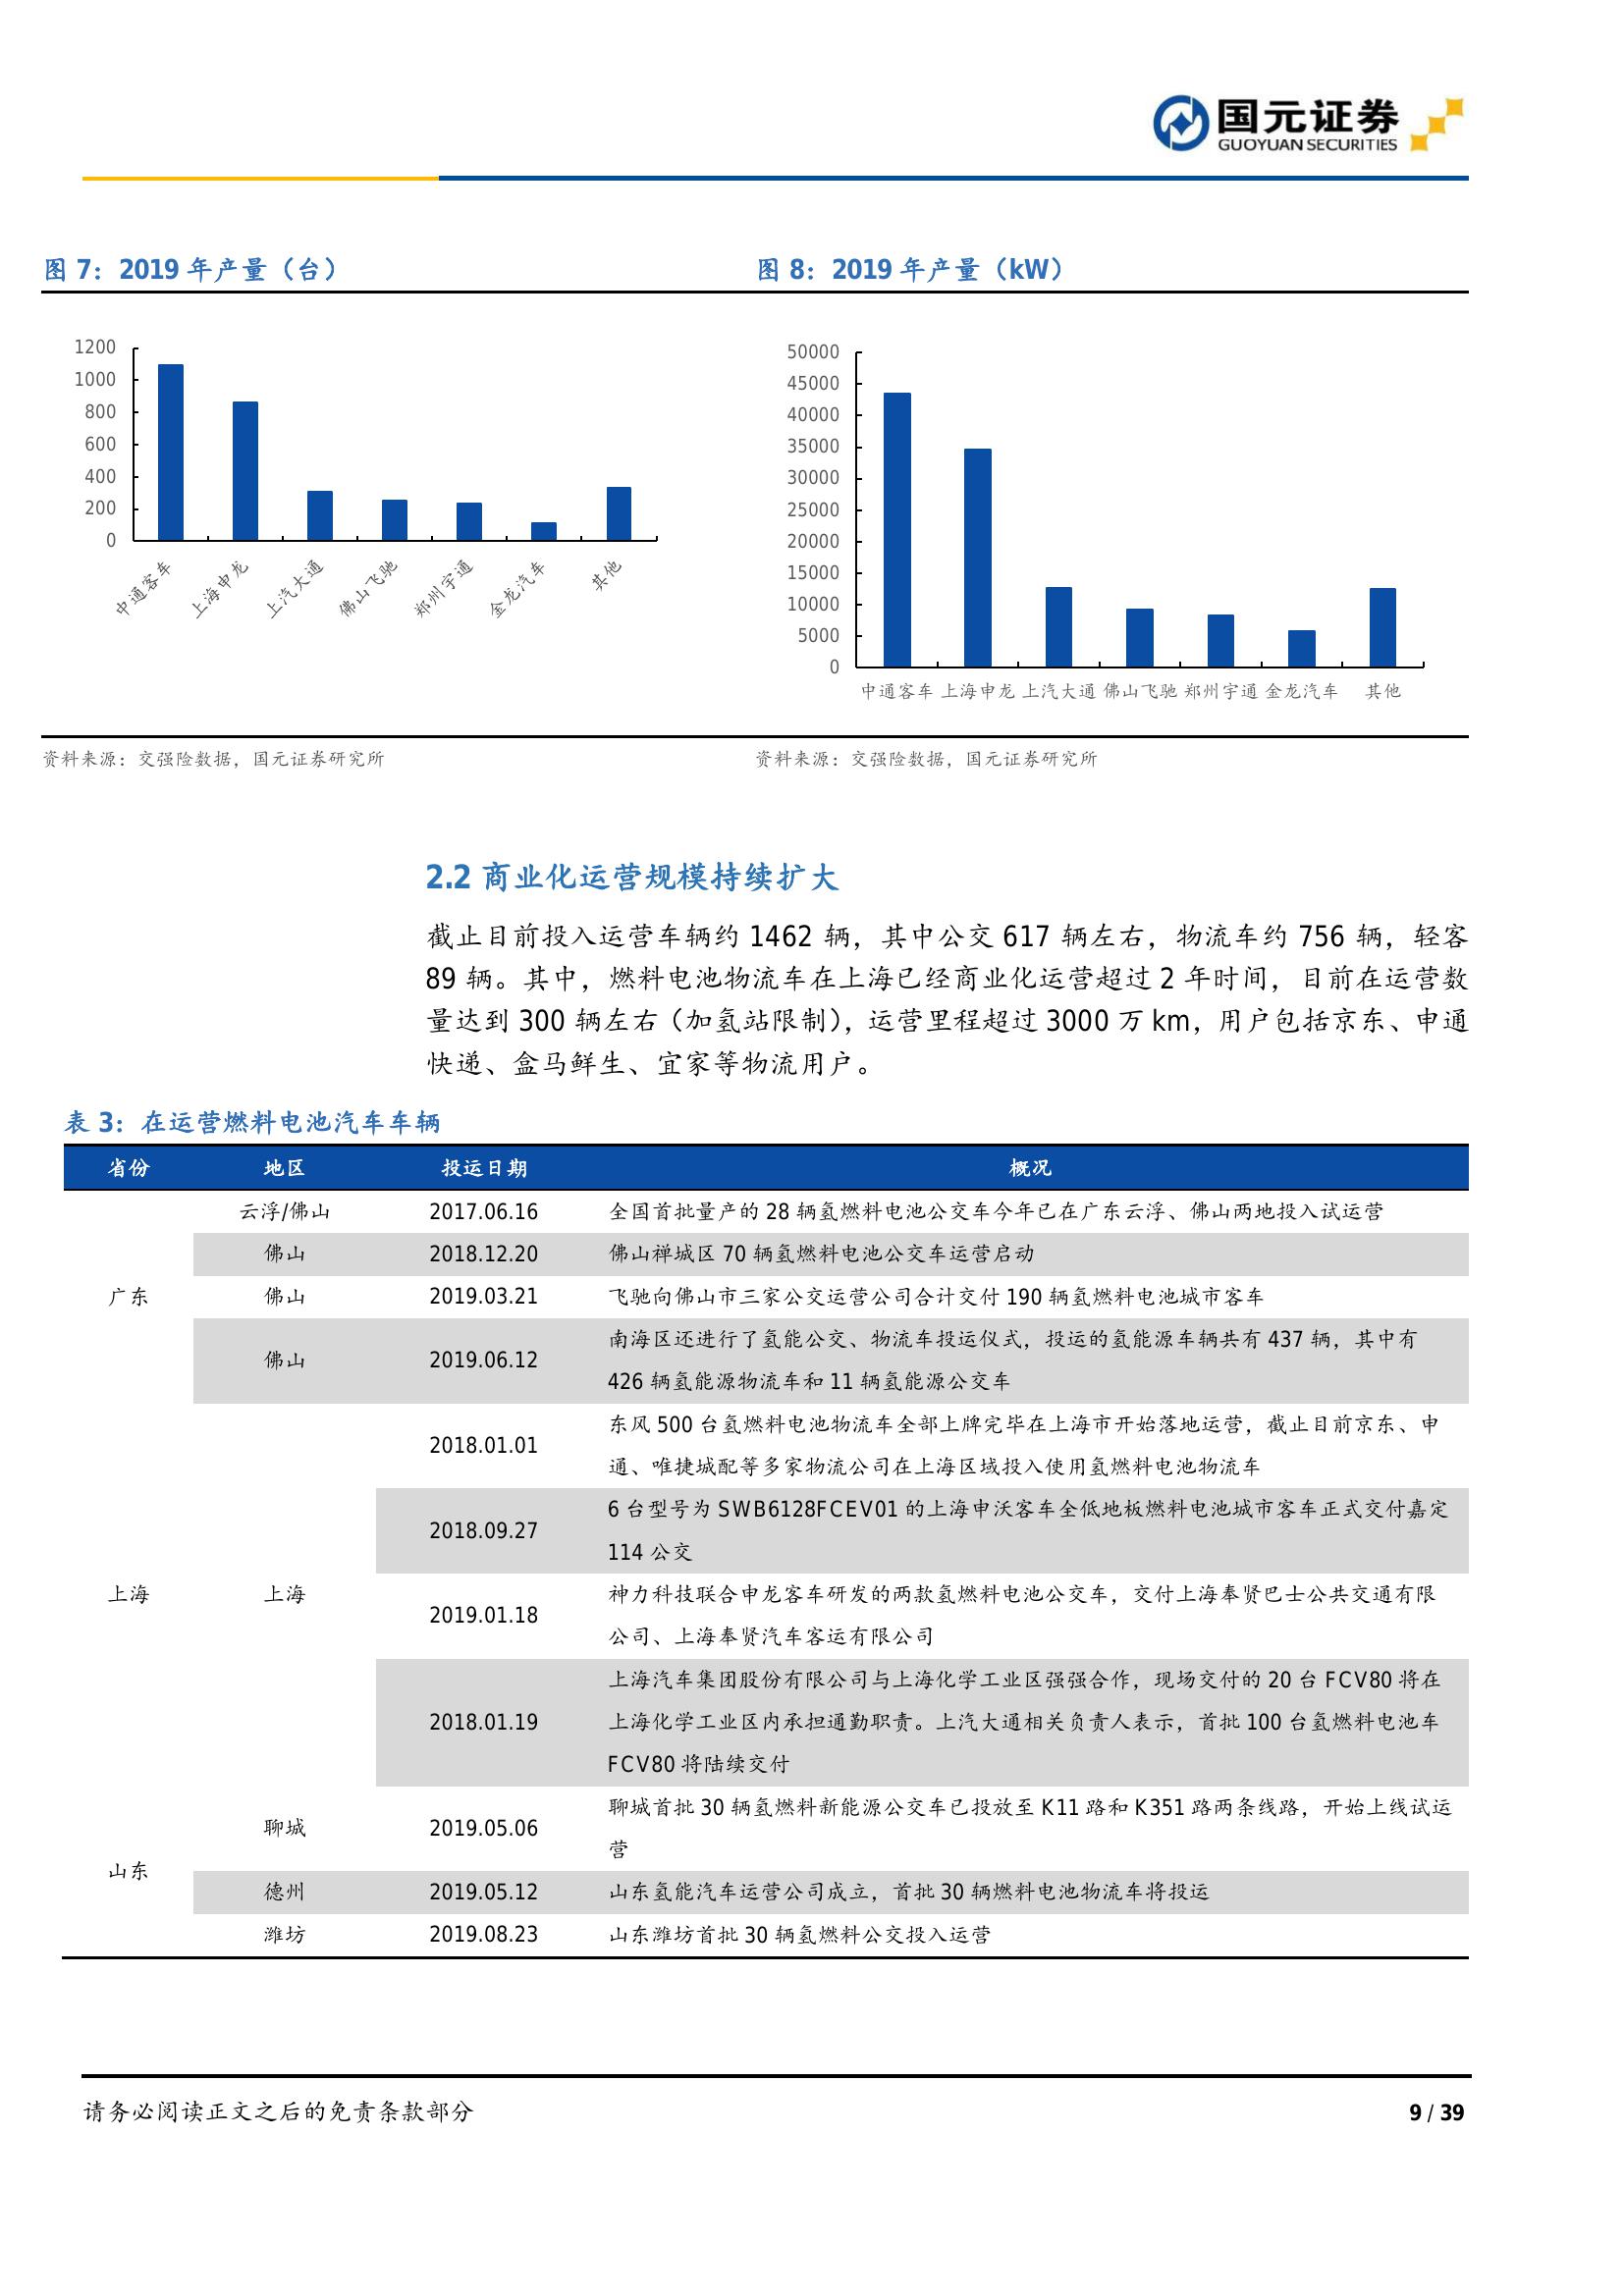 国元证券
GUOYUAN SECURITIES
图 7：2019 年产量（台）
1200
1000
800
600
400
200
0
中通客车 上海申龙 上汽大通 佛山飞驰 郑州宇通 金龙汽车 其他
资料来源：交强险数据，国元证券研究所
图 8：2019 年产量（kW）
50000
45000
40000
35000
30000
25000
20000
15000
10000
5000
0
中通客车 上海申龙 上汽大通 佛山飞驰 郑州宇通 金龙汽车 其他
资料来源：交强险数据，国元证券研究所
2.2 商业化运营规模持续扩大
截止目前投入运营车辆约 1462 辆，其中公交 617 辆左右，物流车约 756 辆，轻客
89 辆。其中，燃料电池物流车在上海已经商业化运营超过 2 年时间，目前在运营数
量达到 300 辆左右（加氢站限制），运营里程超过 3000 万 km，用户包括京东、申通
快递、盒马鲜生、宜家等物流用户。
表 3：在运营燃料电池汽车车辆
省份 地区 投运日期 概况
云浮/佛山 2017.06.16 全国首批量产的 28 辆氢燃料电池公交车今年已在广东云浮、佛山两地投入试运营
佛山 2018.12.20 佛山禅城区 70 辆氢燃料电池公交车运营启动
广东 佛山 2019.03.21 飞驰向佛山市三家公交运营公司合计交付 190 辆氢燃料电池城市客车
佛山 2019.06.12 南海区还进行了氢能公交、物流车投运仪式，投运的氢能源车辆共有 437 辆，其中有
426 辆氢能源物流车和 11 辆氢能源公交车
2018.01.01 东风 500 台氢燃料电池物流车全部上牌完毕在上海市开始落地运营，截止目前京东、申
通、唯捷城配等多家物流公司在上海区域投入使用氢燃料电池物流车
2018.09.27 6 台型号为 SWB6128FCEV01 的上海申沃客车全低地板燃料电池城市客车正式交付嘉定
114 公交
上海 上海 2019.01.18 神力科技联合申龙客车研发的两款氢燃料电池公交车，交付上海奉贤巴士公共交通有限
公司、上海奉贤汽车客运有限公司
2018.01.19 上海汽车集团股份有限公司与上海化学工业区强强合作，现场交付的 20 台 FCV80 将在
上海化学工业区内承担通勤职责。上汽大通相关负责人表示，首批 100 台氢燃料电池车
FCV80 将陆续交付
聊城 2019.05.06 聊城首批 30 辆氢燃料新能源公交车已投放至 K11 路和 K351 路两条线路，开始上线试运
营
山东 德州 2019.05.12 山东氢能汽车运营公司成立，首批 30 辆燃料电池物流车将投运
潍坊 2019.08.23 山东潍坊首批 30 辆氢燃料公交投入运营
请务必阅读正文之后的免责条款部分
9 / 39